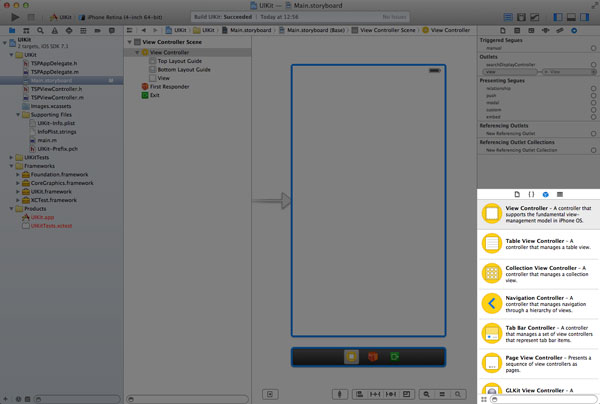 Main.storyboard
UIKit
iPhone Retina (4-inch 64-bit)
Build UIKit: Succeeded
Today at 12:56
No Issues
UIKit
UIKit
Main.storyboard
Main.storyboard (Base)
View Controller Scene
View Controller
UIKit
2 targets, iOS SDK 7.1
UIKit
TSPAppDelegate.h
TSPAppDelegate.m
Main.storyboard
M
TSPViewController.h
TSPViewController.m
Images.xcassets
Supporting Files
UIKit-Info.plist
InfoPlist.strings
main.m
UIKit-Prefix.pch
UIKitTests
Frameworks
Foundation.framework
CoreGraphics.framework
UIKit.framework
XCTest.framework
Products
UIKit.app
UIKitTests.xctest
View Controller Scene
View Controller
Top Layout Guide
Bottom Layout Guide
View
First Responder
Exit
Triggered Segues
manual
Outlets
searchDisplayController
view
View
Presenting Segues
relationship
push
modal
custom
embed
Referencing Outlets
New Referencing Outlet
Referencing Outlet Collections
New Referencing Outlet Collection
{ }
View Controller – A controller that
supports the fundamental view-
management model in iPhone OS.
Table View Controller – A
controller that manages a table view.
Collection View Controller – A
controller that manages a collection
view.
Navigation Controller – A
controller that manages navigation
through a hierarchy of views.
Tab Bar Controller – A controller
that manages a set of view controllers
that represent tab bar items.
Page View Controller – Presents a
sequence of view controllers as
pages.
GLKit View Controller – A